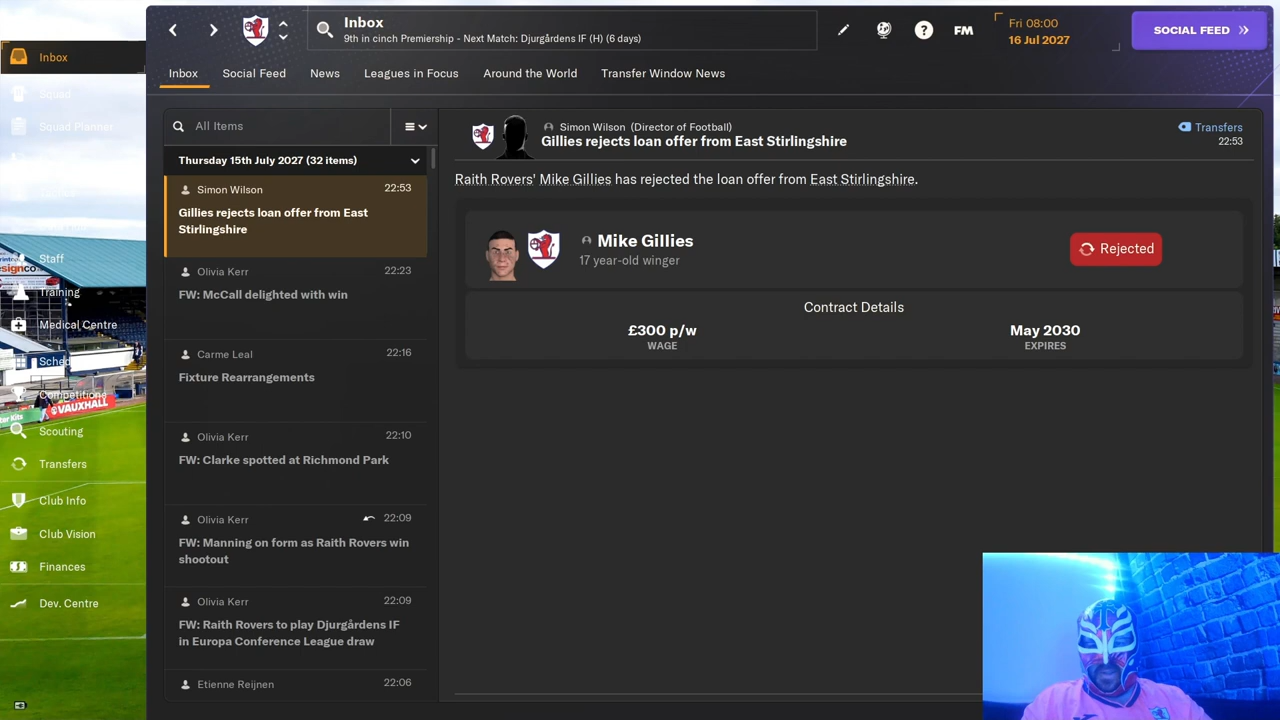 Inbox
9th in cinch Premiership - Next Match: Djurgårdens IF (H) (6 days)
FM
Fri 08:00
16 Jul 2027
SOCIAL FEED
Inbox
Squad
Squad Planner
Staff
Training
Medical Centre
Sched
Competitions
Scouting
Transfers
Club Info
Club Vision
Finances
Dev. Centre
VAUXHALL
Inbox Social Feed News Leagues in Focus Around the World Transfer Window News
All Items
Thursday 15th July 2027 (32 items)
Simon Wilson 22:53
Gillies rejects loan offer from East
Stirlingshire
Olivia Kerr 22:23
FW: McCall delighted with win
Carme Leal 22:16
Fixture Rearrangements
Olivia Kerr 22:10
FW: Clarke spotted at Richmond Park
Olivia Kerr 22:09
FW: Manning on form as Raith Rovers win
shootout
Olivia Kerr 22:09
FW: Raith Rovers to play Djurgårdens IF
in Europa Conference League draw
Etienne Reijnen 22:06
Simon Wilson (Director of Football)
Gillies rejects loan offer from East Stirlingshire
Transfers
22:53
Raith Rovers' Mike Gillies has rejected the loan offer from East Stirlingshire.
Mike Gillies
17 year-old winger
Rejected
Contract Details
£300 p/w
WAGE
May 2030
EXPIRES